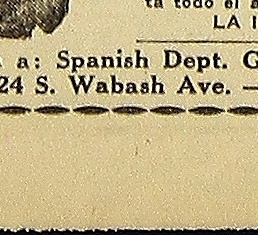 ta todo el a
LA I
a: Spanish Dept. G
24 S. Wabash Ave. —